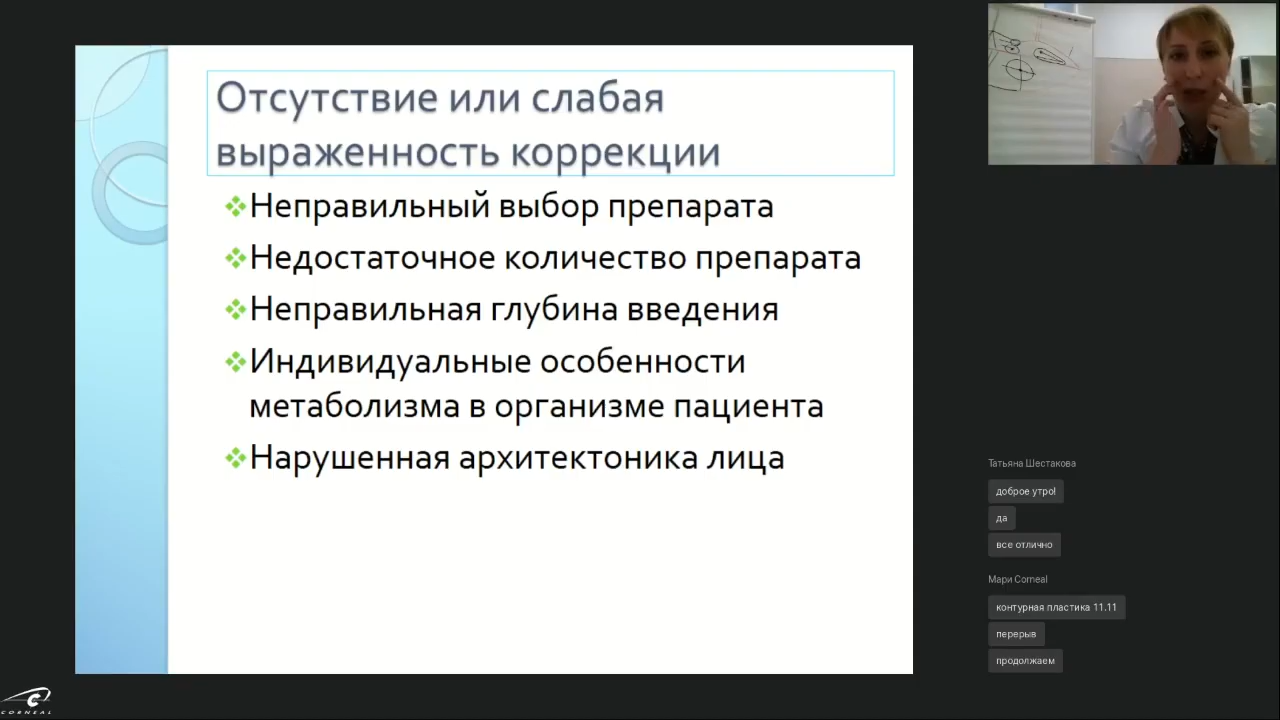 Отсутствие или слабая
выраженность коррекции
Неправильный выбор препарата
Недостаточное количество препарата
Неправильная глубина введения
Индивидуальные особенности
метаболизма в организме пациента
Нарушенная архитектоника лица
Татьяна Шестакова
доброе утро!
да
все отлично
Мари Corneal
контурная пластика 11.11
перерыв
продолжаем
CORNEAL